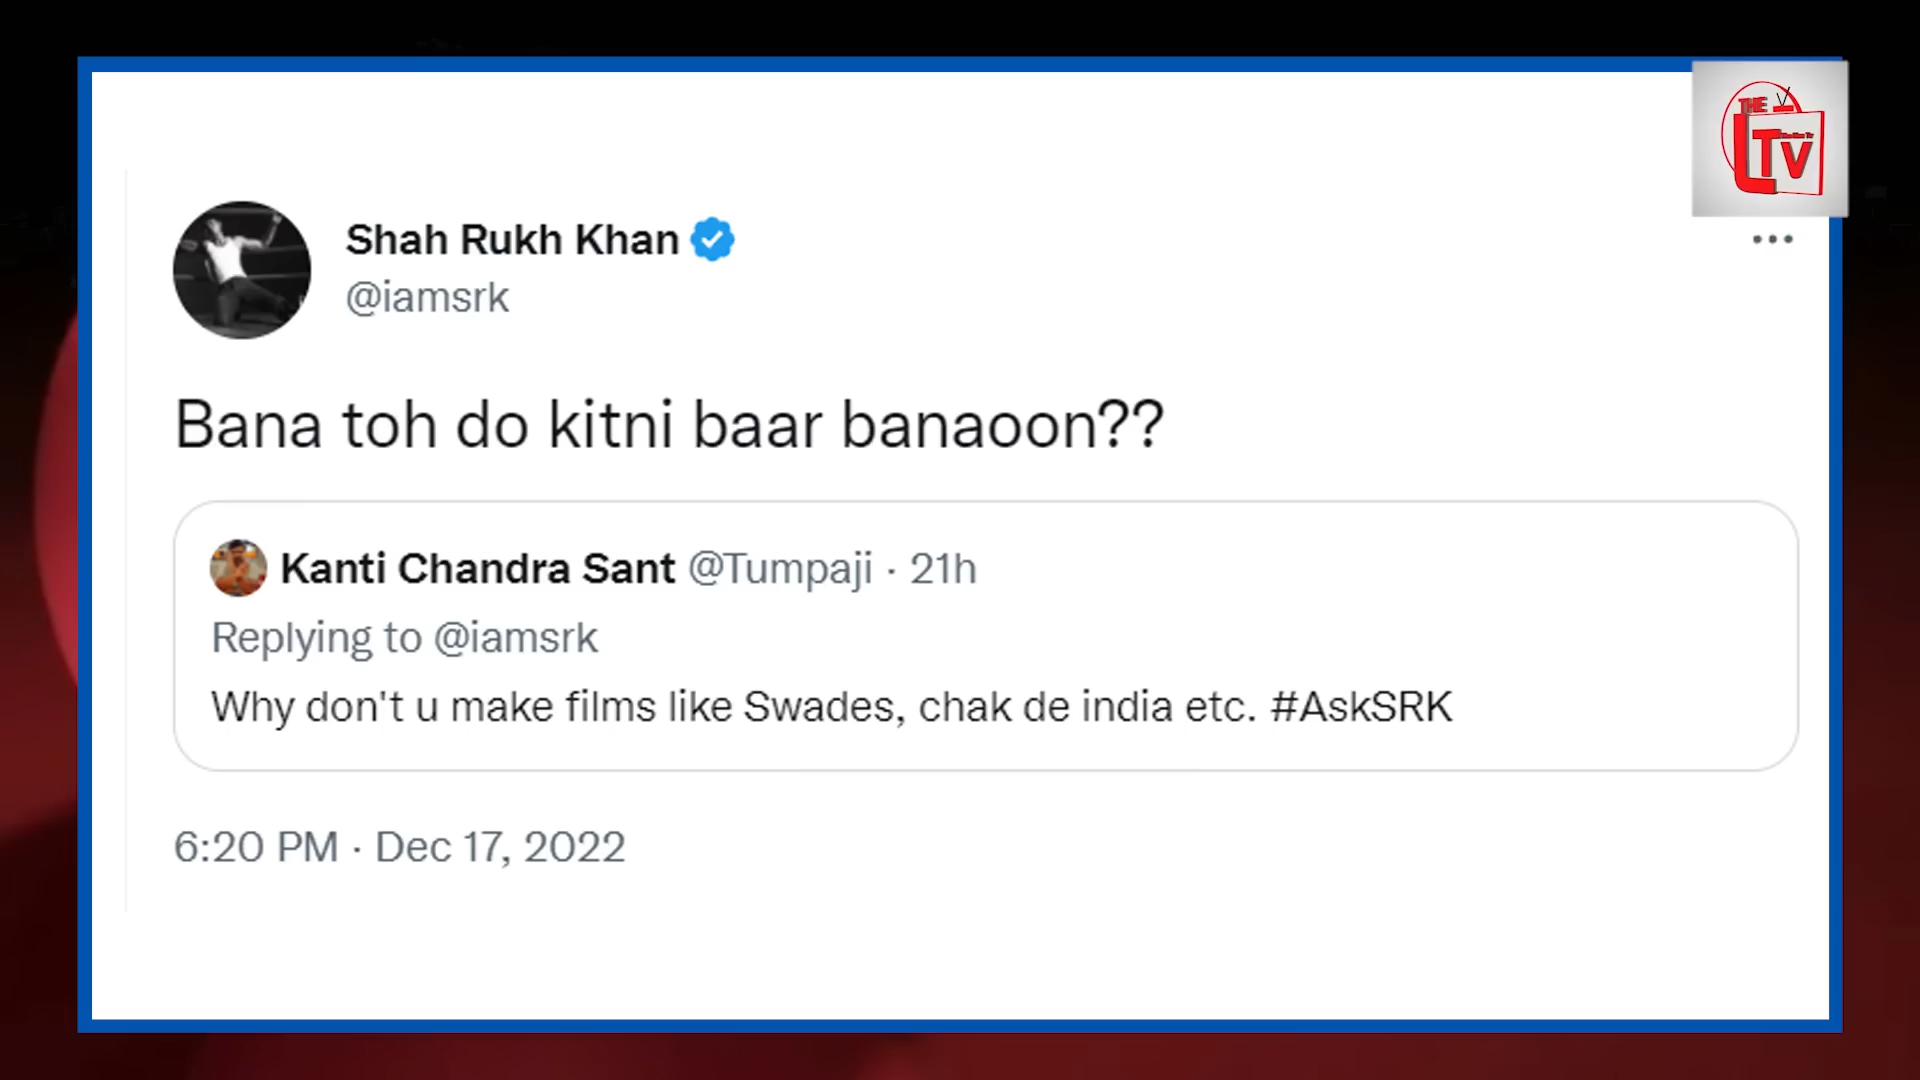 THE
LTV
Shah Rukh Khan
@iamsrk
Bana toh do kitni baar banaoon??
Kanti Chandra Sant @Tumpaji · 21h
Replying to @iamsrk
Why don't u make films like Swades, chak de india etc. #AskSRK
6:20 PM · Dec 17, 2022